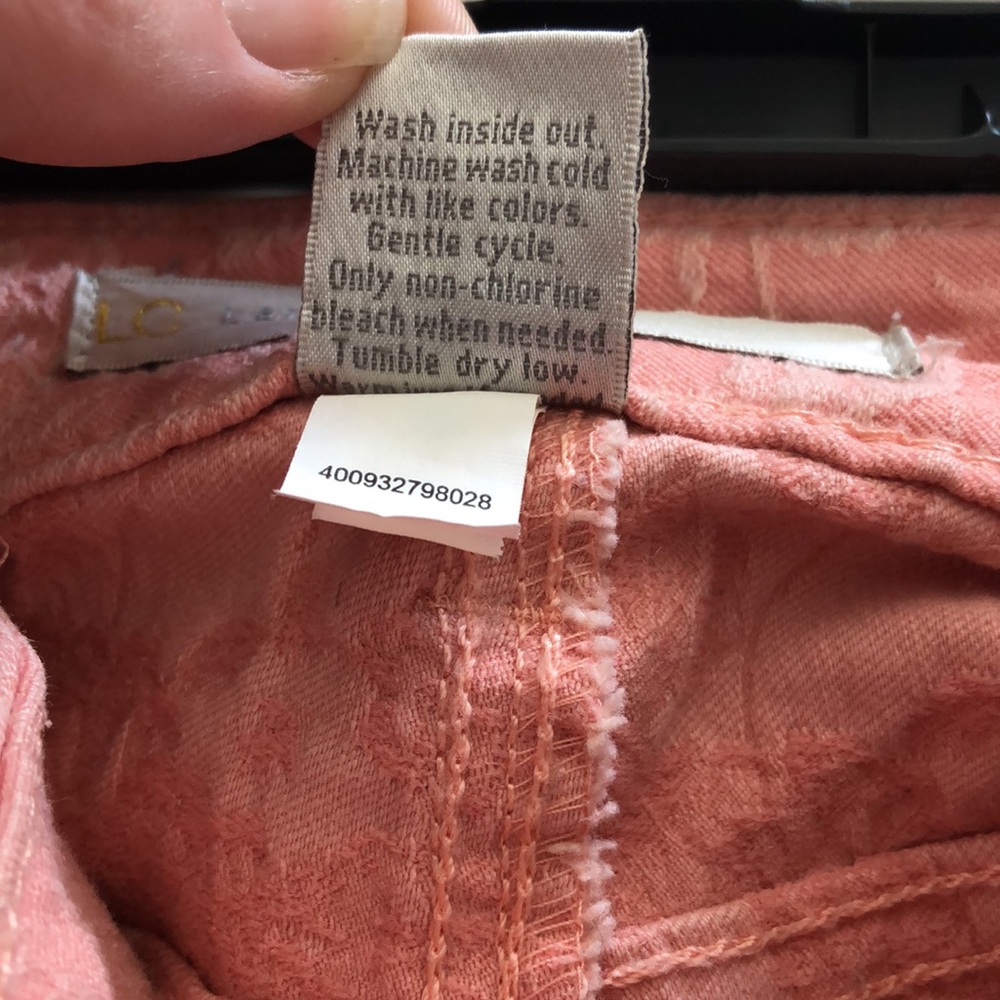 Wash inside out.
Machine wash cold
with like colors.
Gentle cycle.
Only non-chlorine
bleach when needed.
Tumble dry low.
LC
400932798028